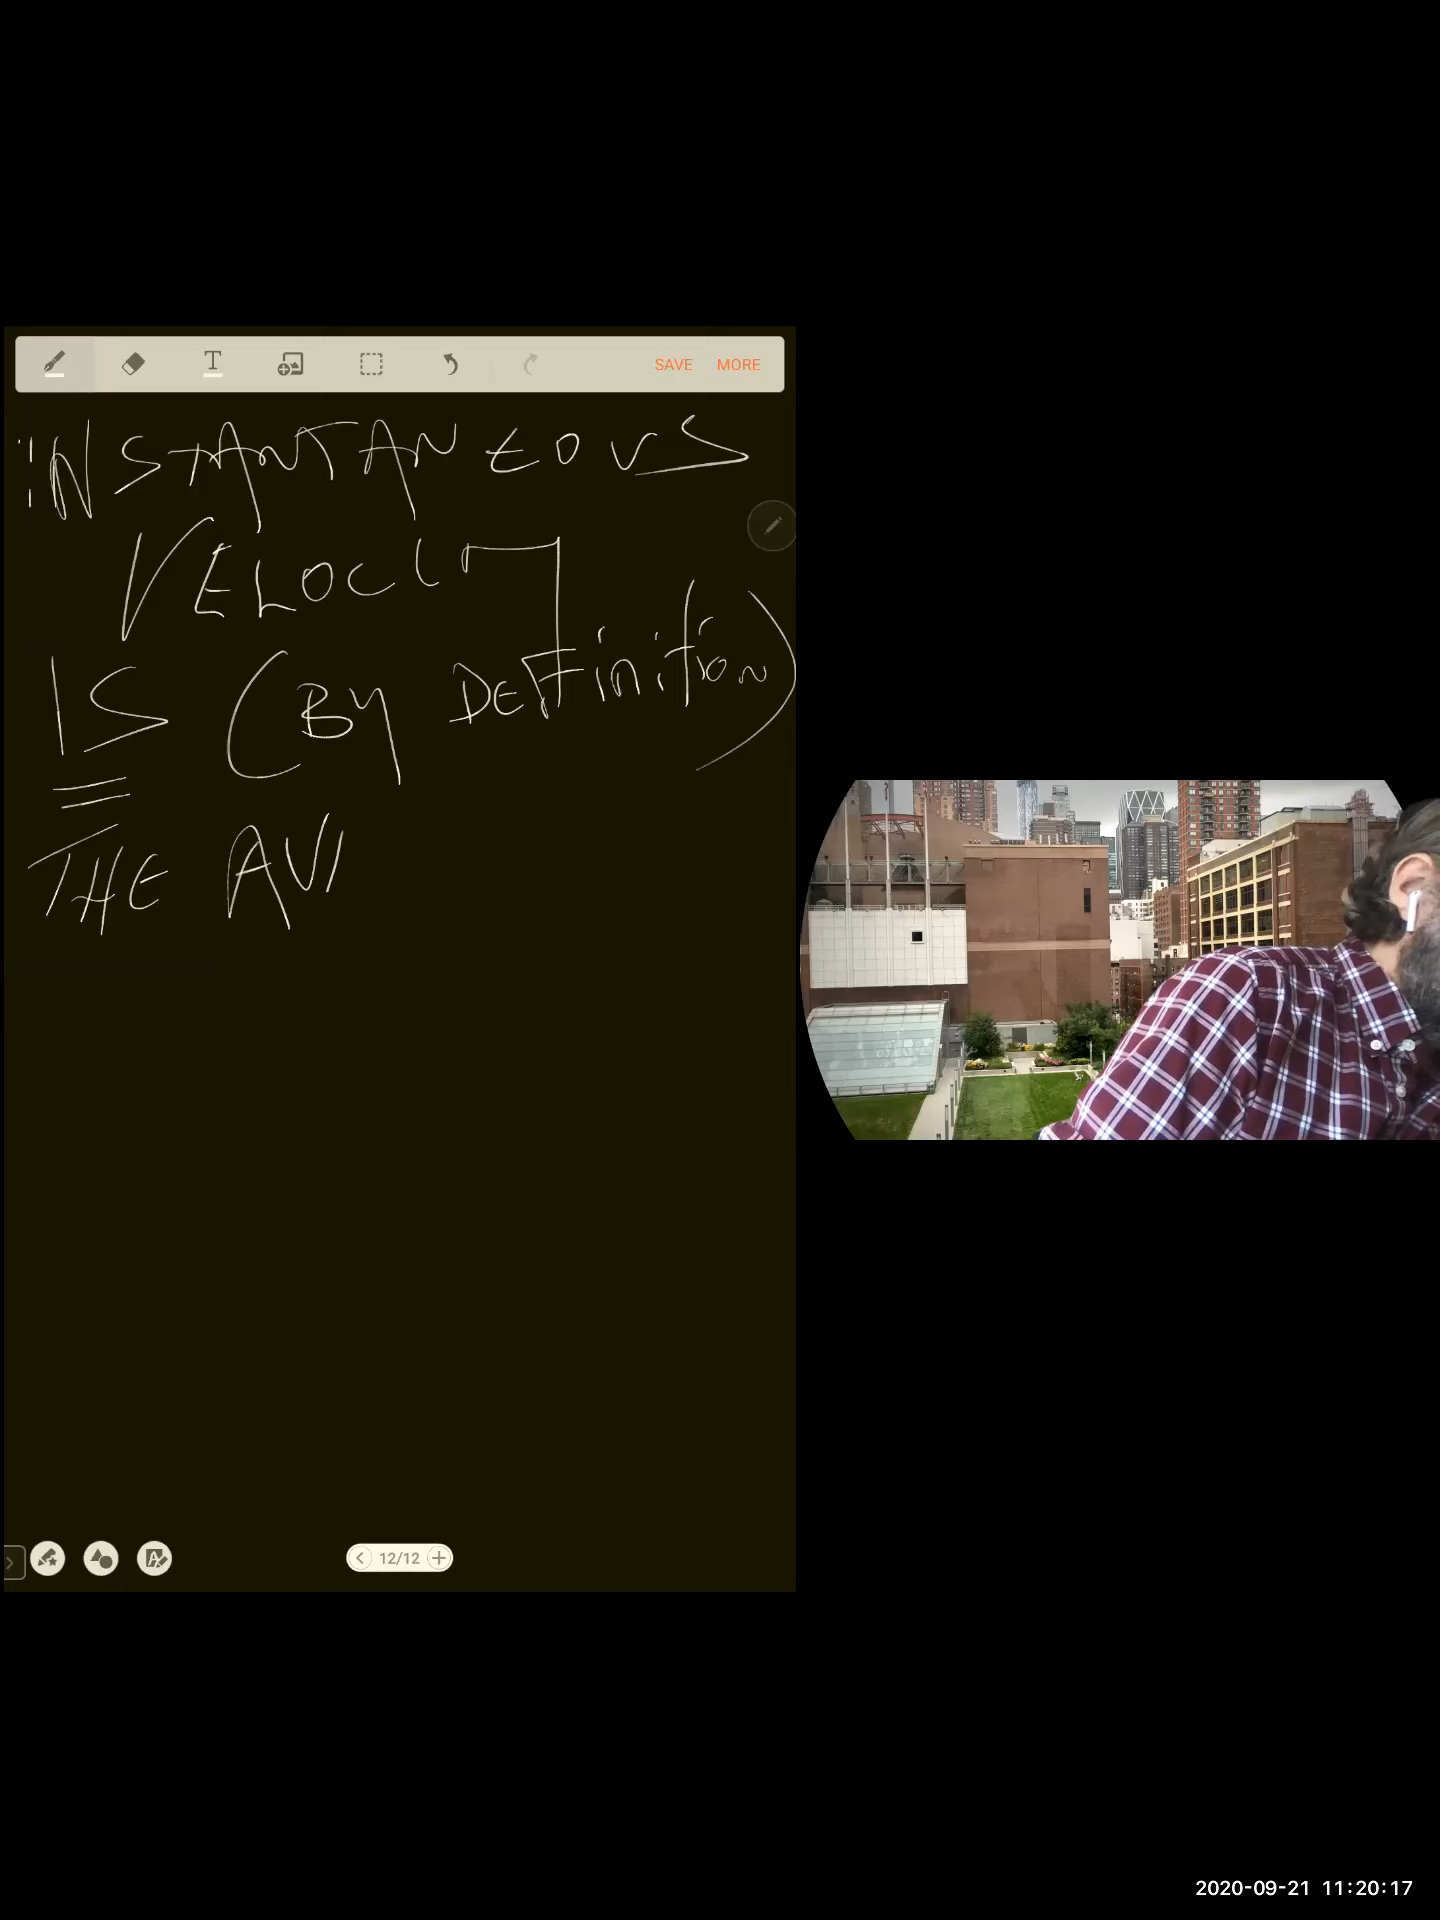 SAVE MORE
INSTANTANEOUS
VELOCITY
IS (BY DEFINITION)
THE AV
12/12
2020-09-21 11:20:17